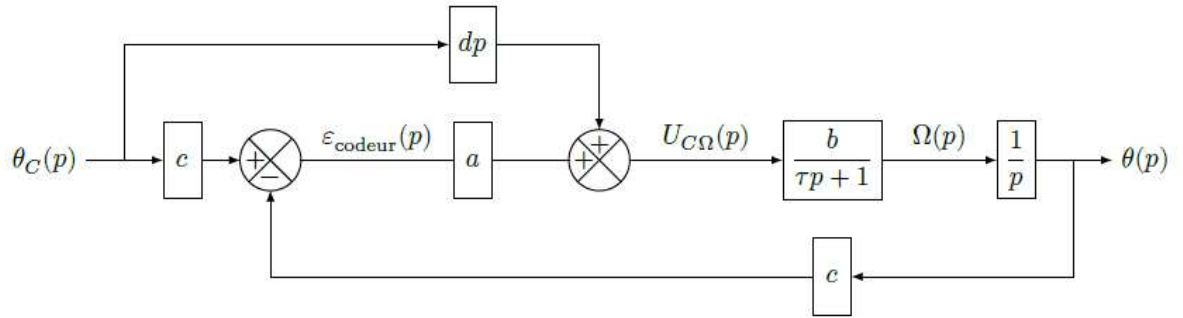 dp
θ_C(p)
c
+
−
ε_codeur(p)
a
+
+
U_CΩ(p)
b
τp + 1
Ω(p)
1
p
θ(p)
c